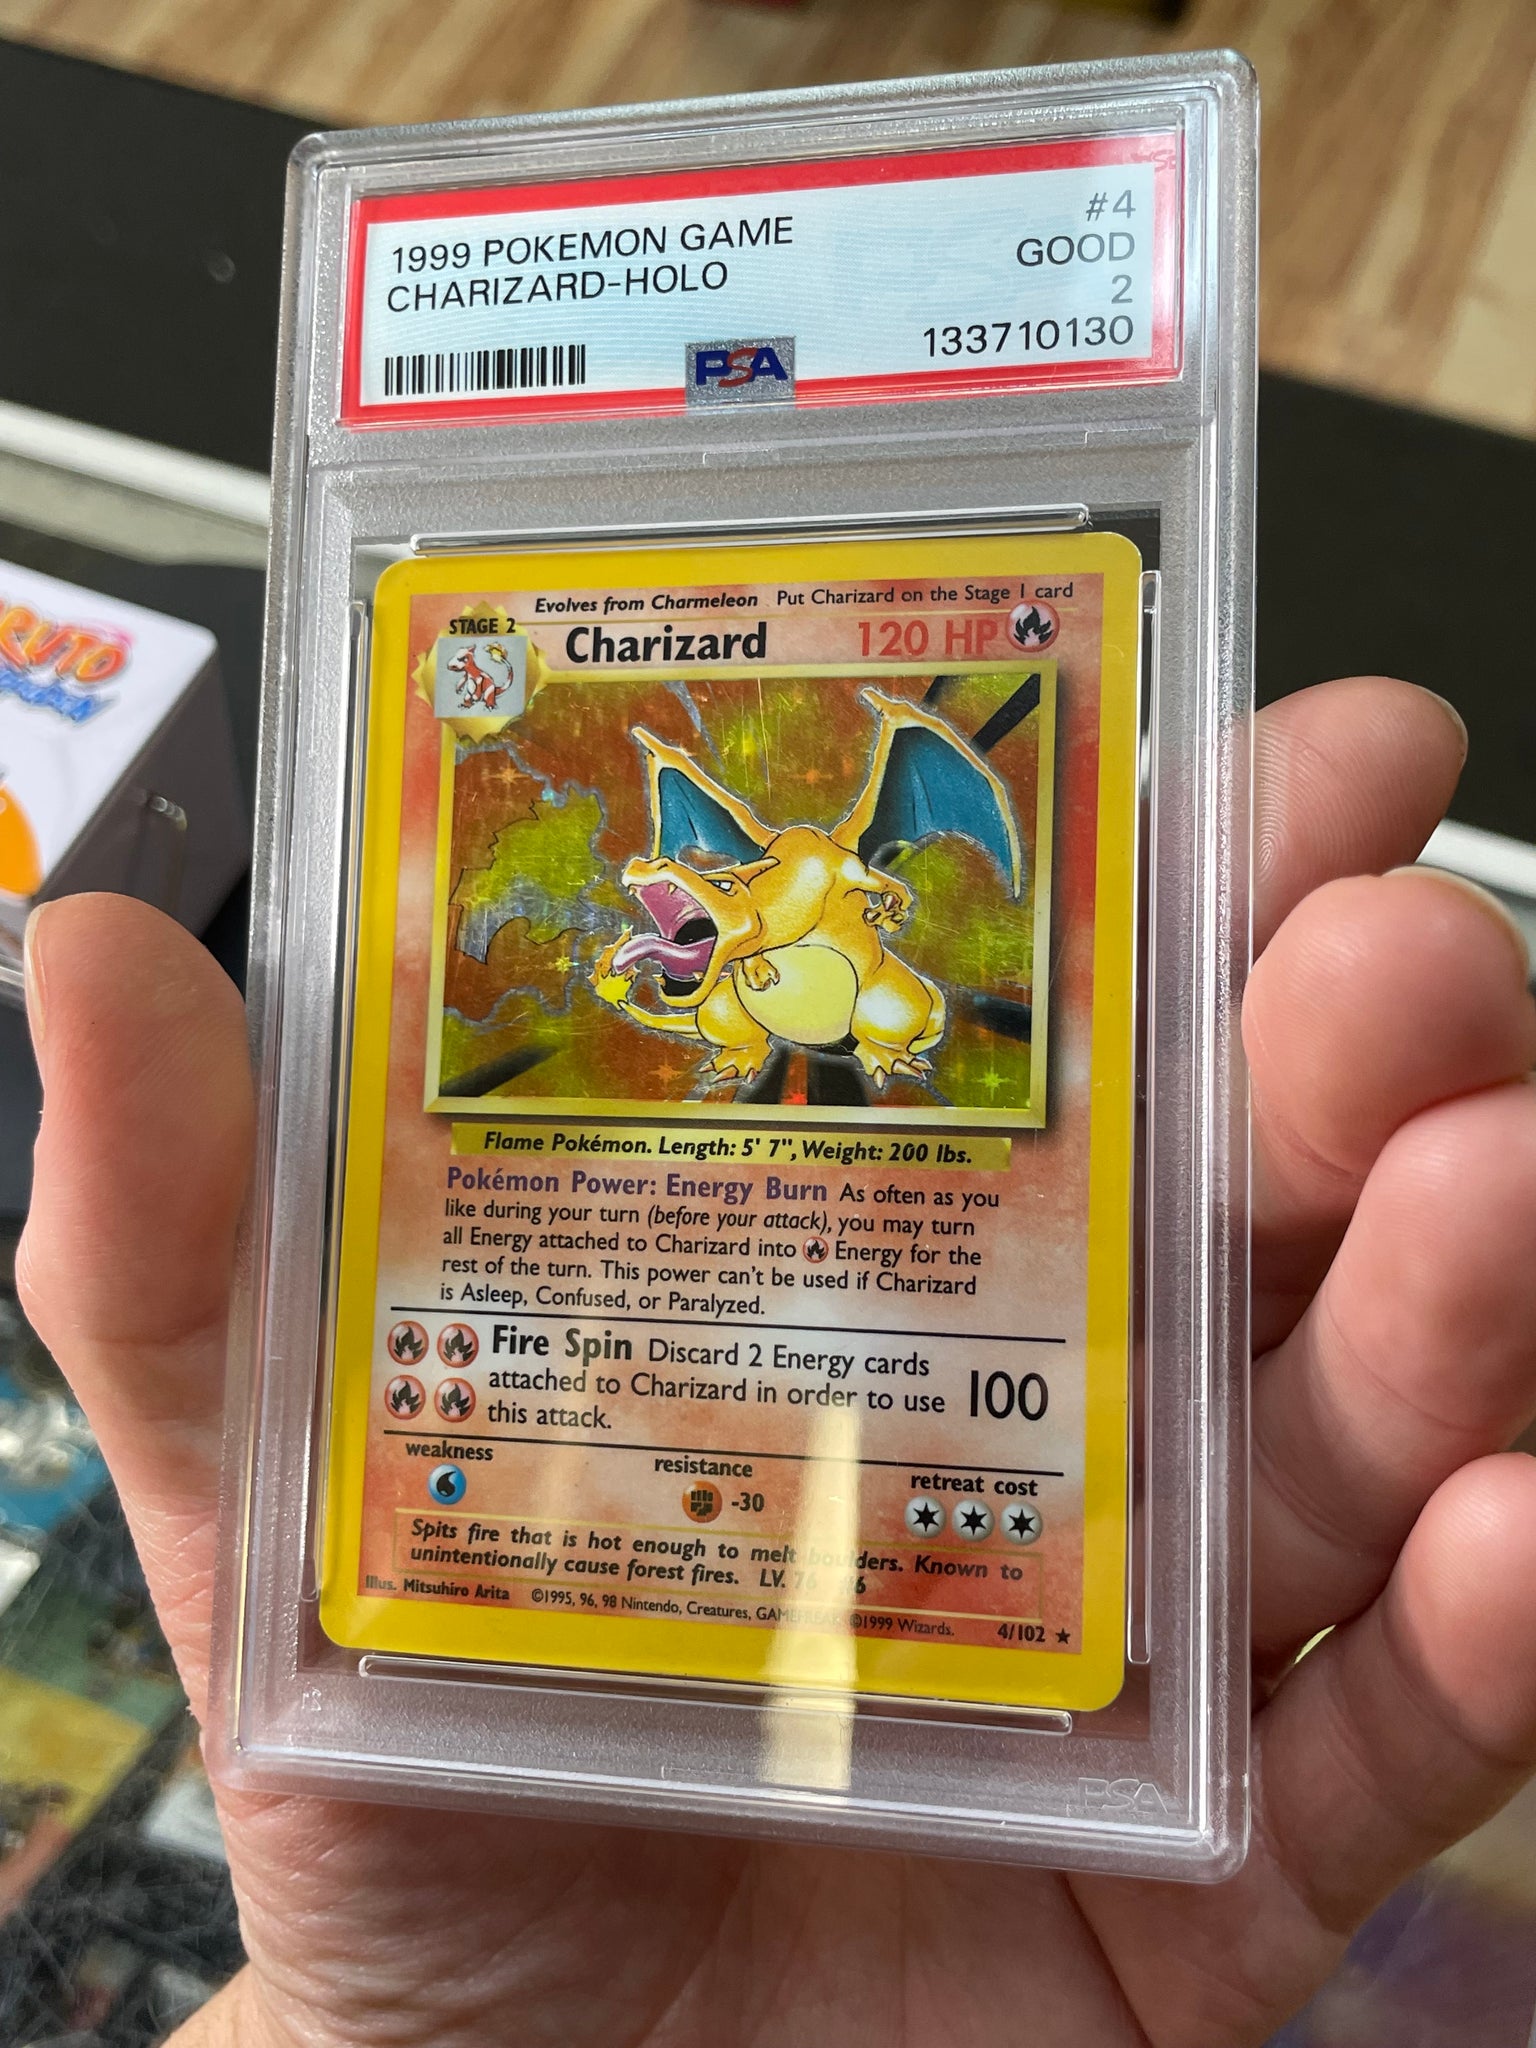 1999 POKEMON GAME
#4
CHARIZARD-HOLO
GOOD
2
PSA
133710130
Evolves from Charmeleon Put Charizard on the Stage 1 card
STAGE 2
Charizard
120 HP
Flame Pokémon. Length: 5' 7", Weight: 200 lbs.
Pokémon Power: Energy Burn As often as you
like during your turn (before your attack), you may turn
all Energy attached to Charizard into Energy for the
rest of the turn. This power can't be used if Charizard
is Asleep, Confused, or Paralyzed.
Fire Spin Discard 2 Energy cards
attached to Charizard in order to use
this attack.
100
weakness
resistance
-30
retreat cost
Spits fire that is hot enough to melt boulders. Known to
unintentionally cause forest fires. LV. 76 #6
Illus. Mitsuhiro Arita ©1995, 96, 98 Nintendo, Creatures, GAMEFREAK ©1999 Wizards. 4/102 ★
PSA